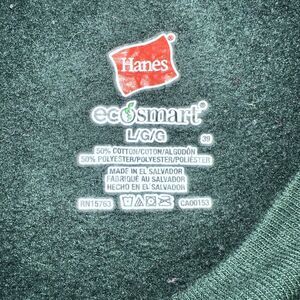 Hanes
ecosmart
L/G/G
50% COTTON/COTON/ALGODÓN
50% POLYESTER/POLYESTER/POLIÉSTER
MADE IN EL SALVADOR
FABRIQUÉ AU SALVADOR
HECHO EN EL SALVADOR
RN15763 CA00153